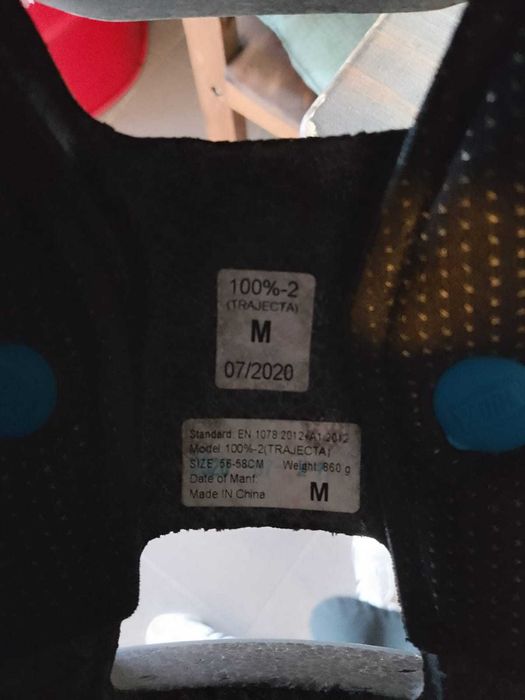 100%-2
(TRAJECTA)
M
07/2020
Standard: EN 1078:2012+A1:2012
Model: 100%-2(TRAJECTA)
SIZE: 56-58CM Weight: 860 g
Date of Manf:
Made IN China M